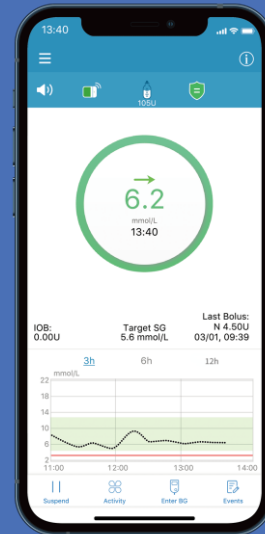 13:40
105U
6.2
mmol/L
13:40
IOB:
0.00U
Target SG
5.6 mmol/L
Last Bolus:
N 4.50U
03/01, 09:39
3h 6h 12h
mmol/L
22
18
14
10
6
2
11:00 12:00 13:00 14:00
Suspend Activity Enter BG Events